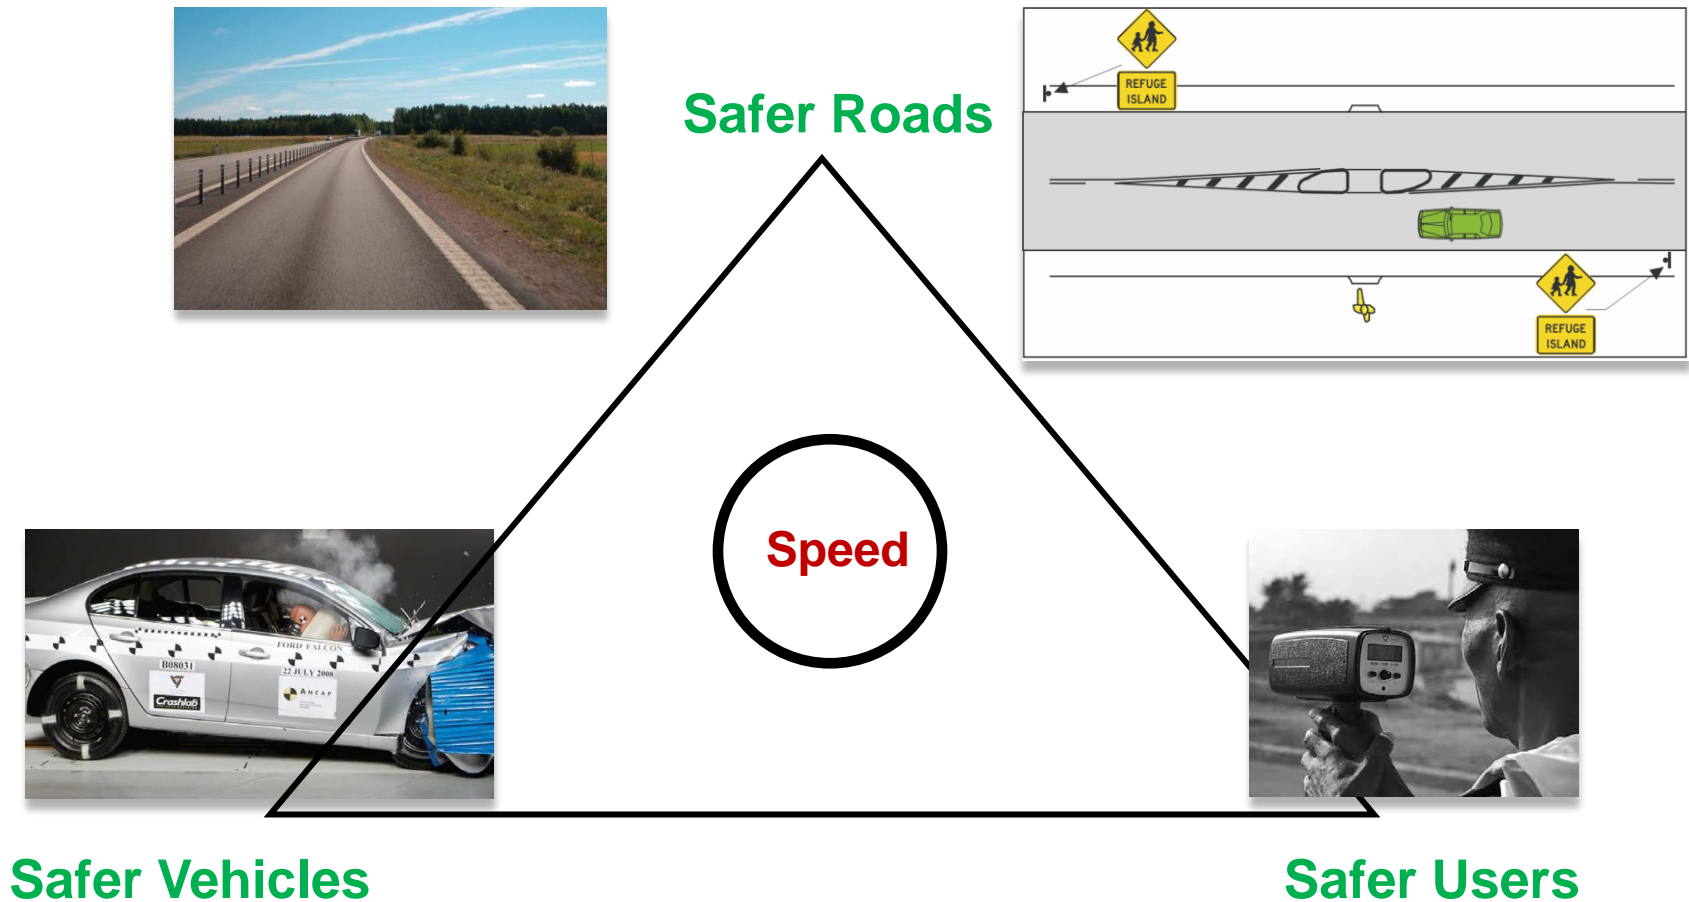 Safer Roads
REFUGE
ISLAND
REFUGE
ISLAND
Speed
FORD FALCON
B08031
22 JULY 2008
Crashlab
ANCAP
Safer Vehicles
Safer Users